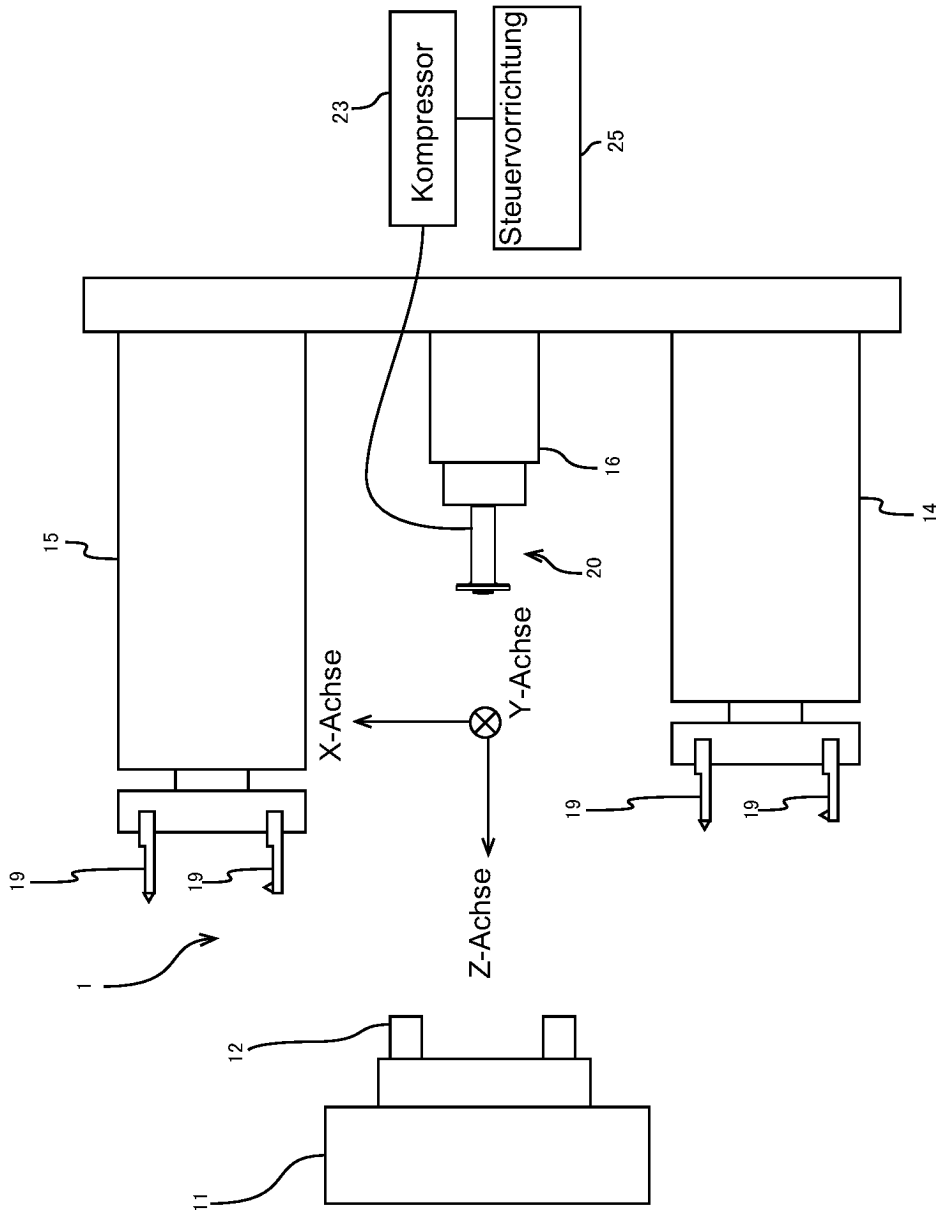 23
Kompressor
Steuervorrichtung
25
15
16
14
20
X-Achse
Y-Achse
Z-Achse
19
19
19
19
1
12
11